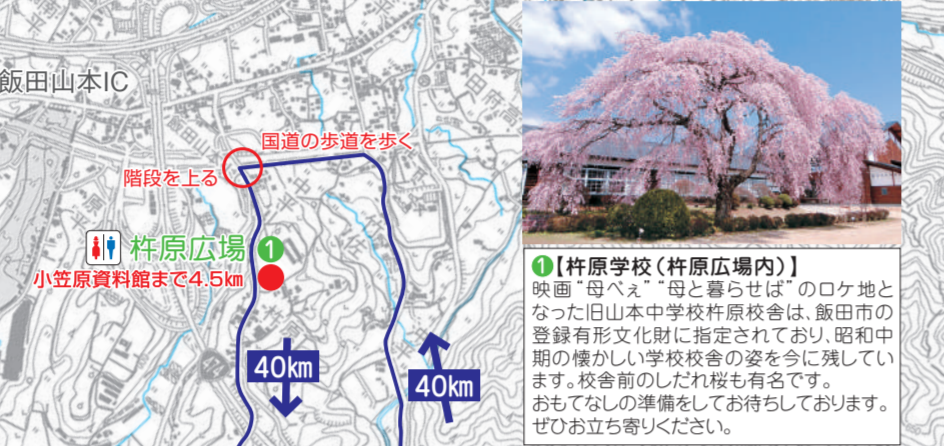 飯田山本IC
国道の歩道を歩く
階段を上る
杵原広場 1
小笠原資料館まで4.5km
40km
40km
1【杵原学校(杵原広場内)】
映画“母べぇ”“母と暮らせば”のロケ地と
なった旧山本中学校杵原校舎は、飯田市の
登録有形文化財に指定されており、昭和中
期の懐かしい学校校舎の姿を今に残してい
ます。校舎前のしだれ桜も有名です。
おもてなしの準備をしてお待ちしております。
ぜひお立ち寄りください。